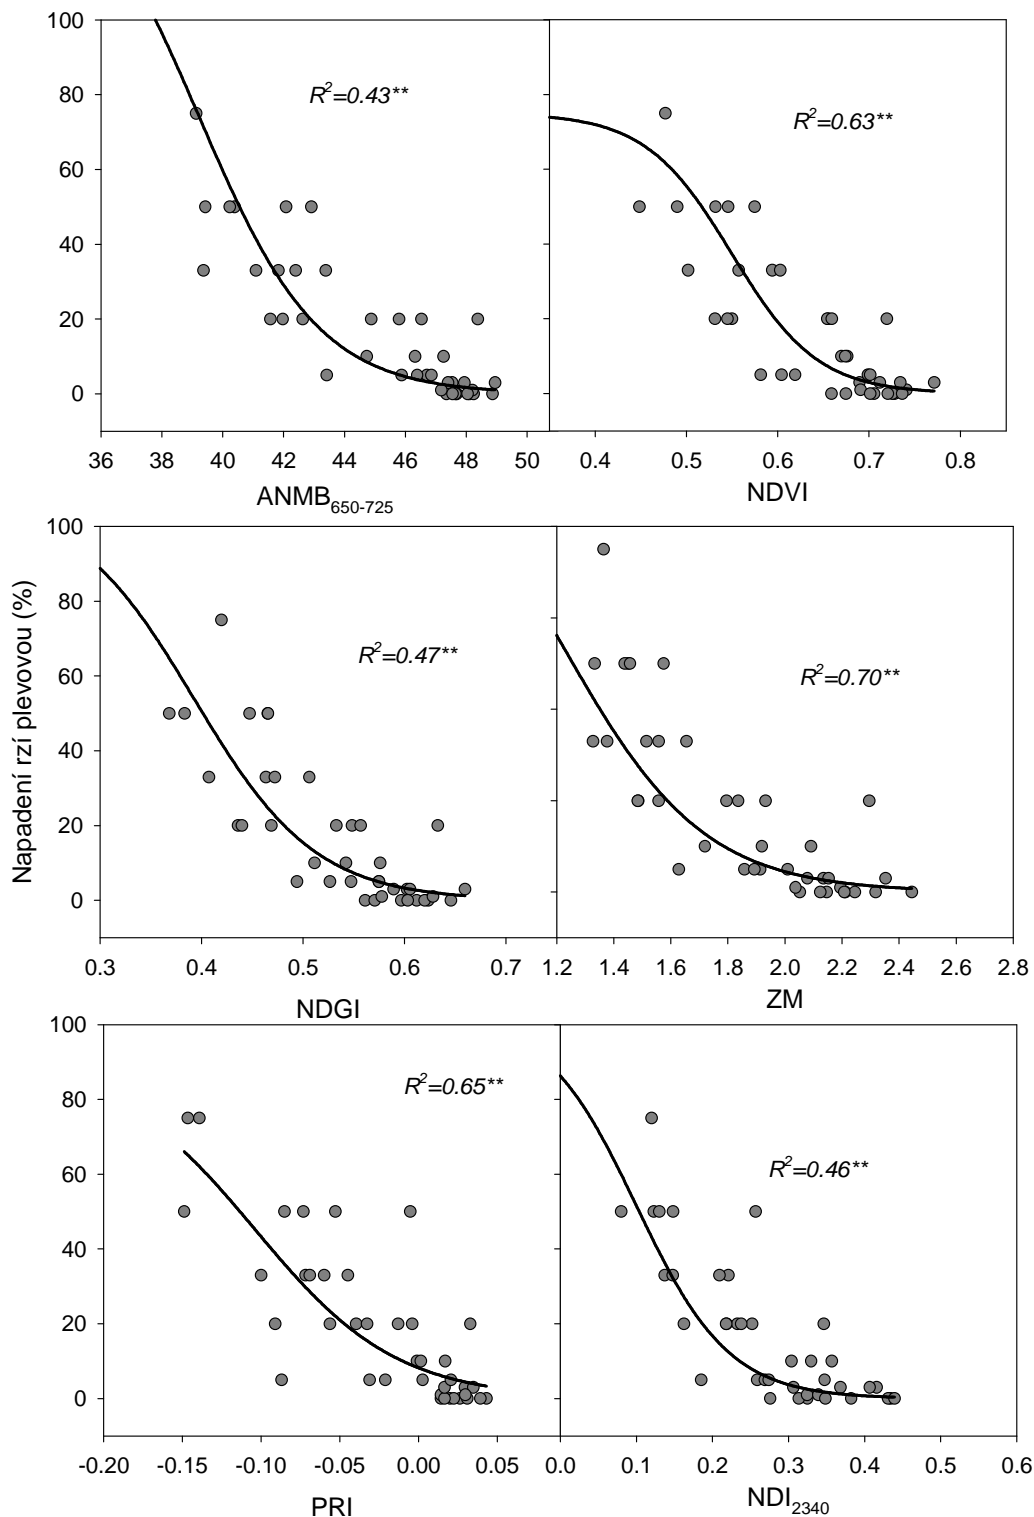 100
80
60
40
20
0
R²=0.43**
R²=0.63**
36 38 40 42 44 46 48 50
0.4 0.5 0.6 0.7 0.8
ANMB650-725
NDVI
Napadení rzí plevovou (%)
100
80
60
40
20
0
R²=0.47**
R²=0.70**
0.3 0.4 0.5 0.6 0.7
1.2 1.4 1.6 1.8 2.0 2.2 2.4 2.6 2.8
NDGI
ZM
100
80
60
40
20
0
R²=0.65**
R²=0.46**
-0.20 -0.15 -0.10 -0.05 0.00 0.05
0.0 0.1 0.2 0.3 0.4 0.5 0.6
PRI
NDI2340